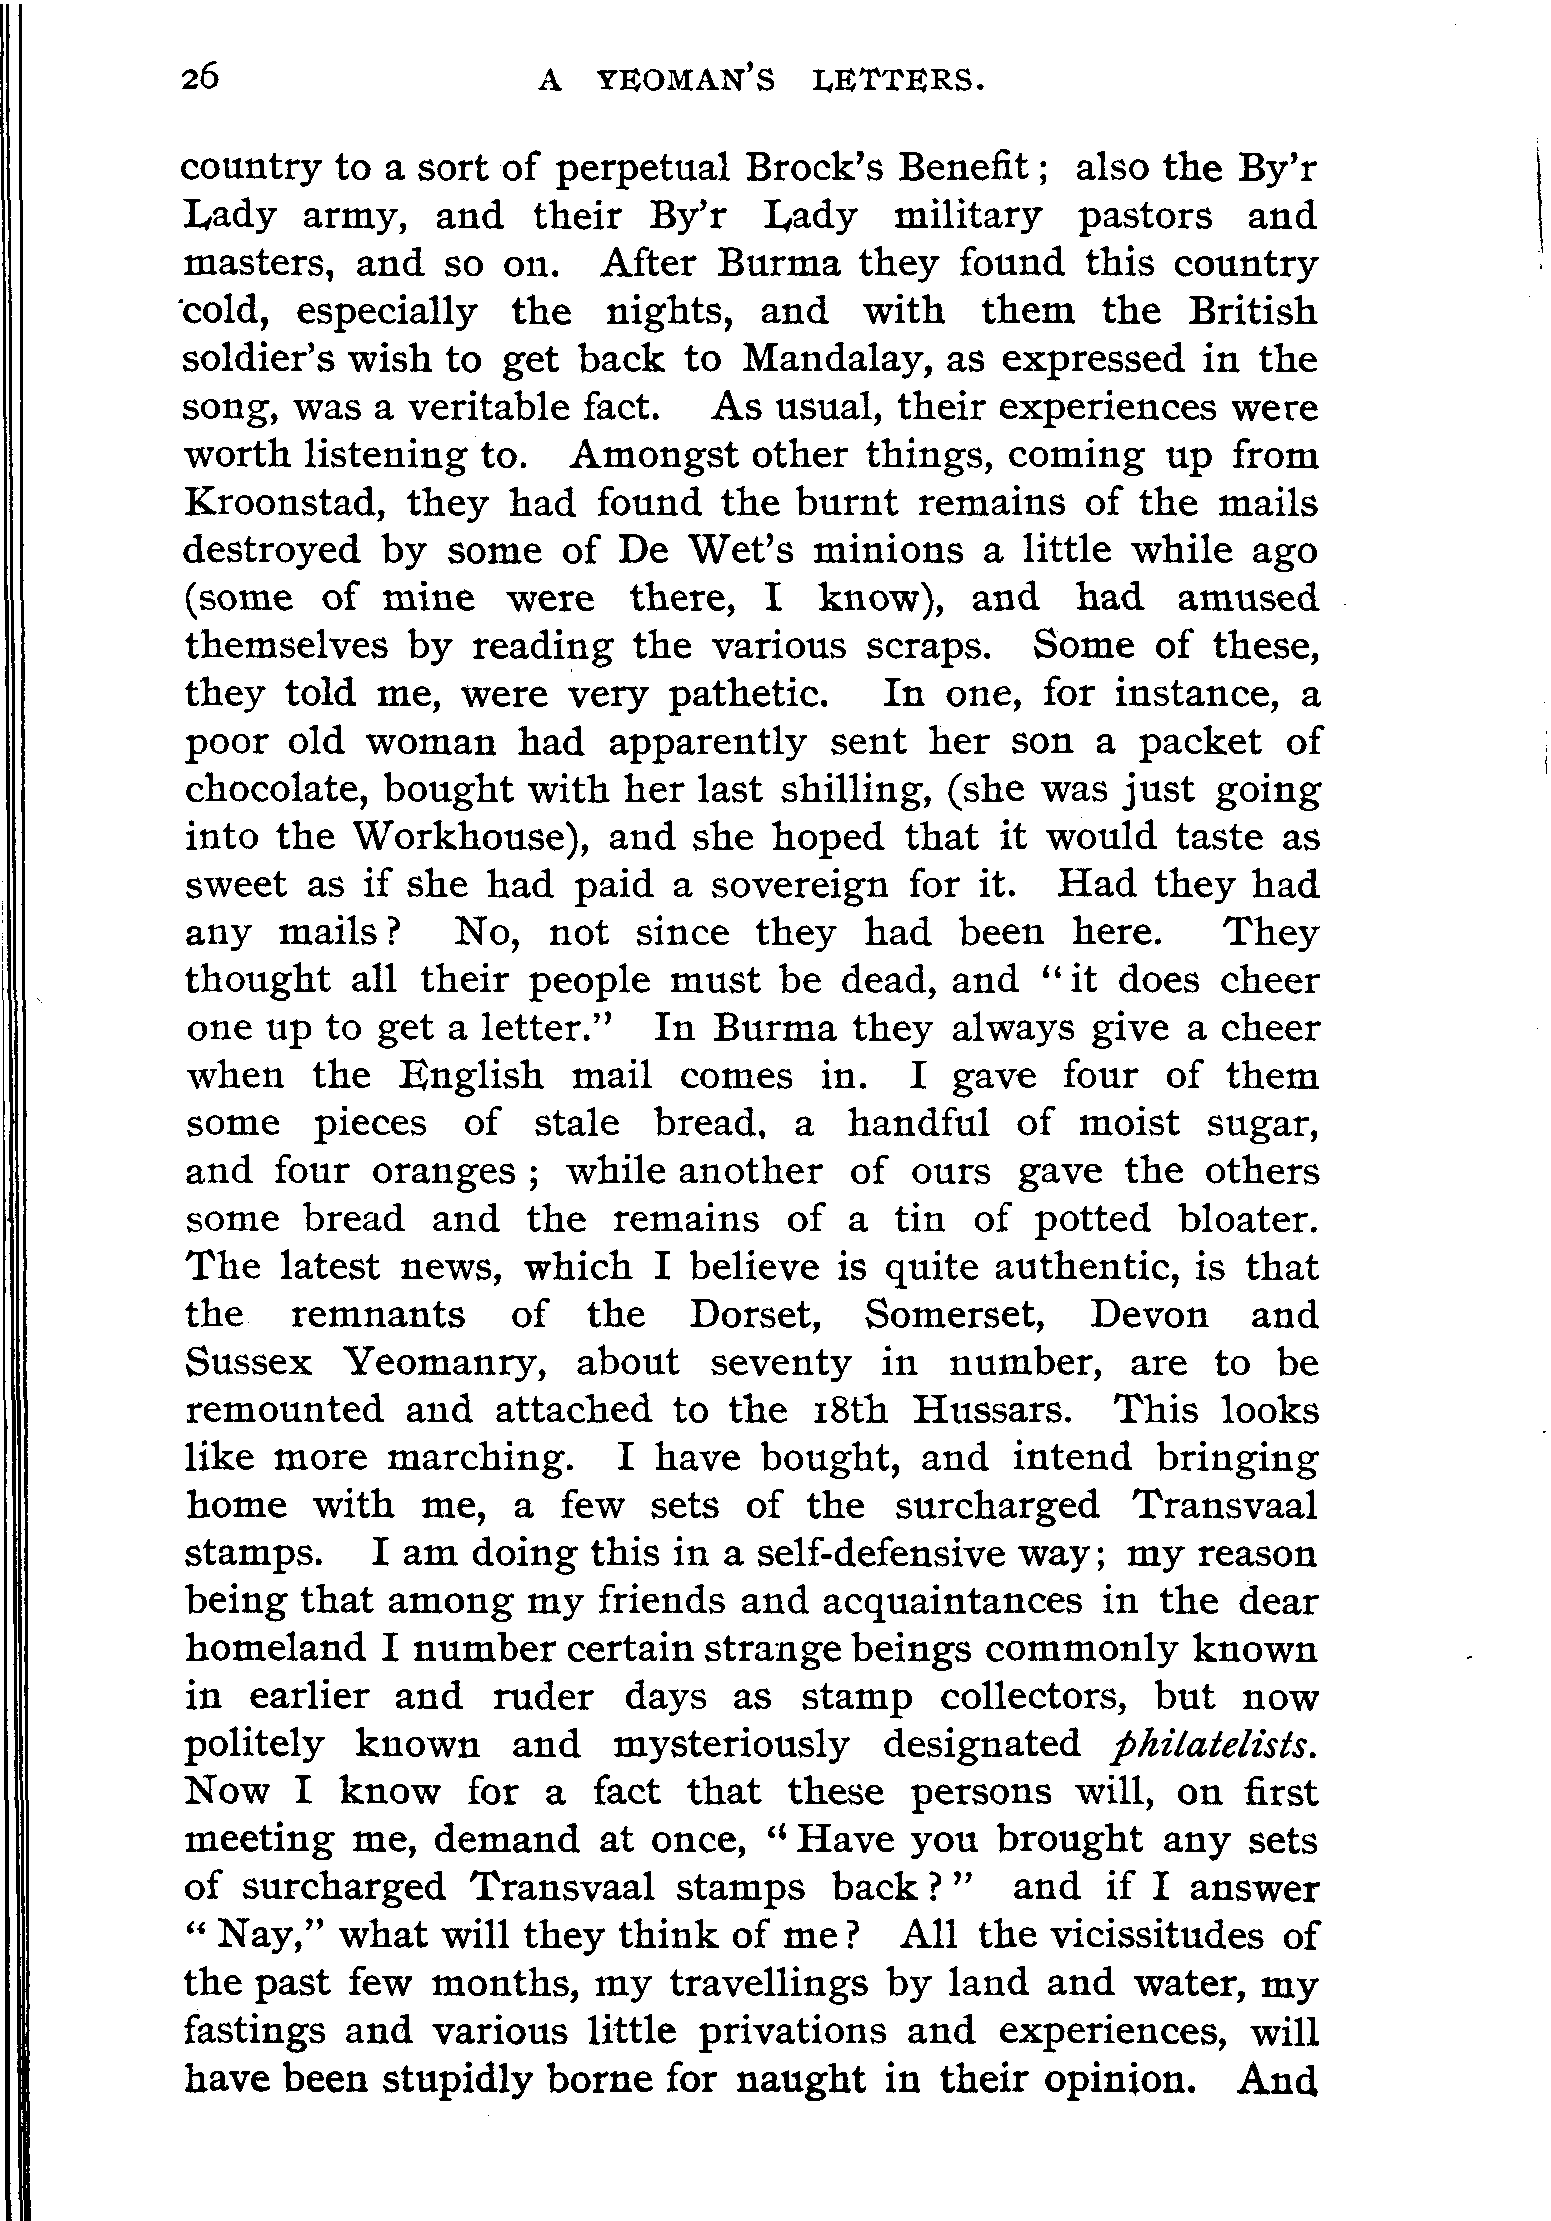 26 A YEOMAN'S LETTERS.
country to a sort of perpetual Brock's Benefit; also the By'r
Lady army, and their By'r Lady military pastors and
masters, and so on. After Burma they found this country
cold, especially the nights, and with them the British
soldier's wish to get back to Mandalay, as expressed in the
song, was a veritable fact. As usual, their experiences were
worth listening to. Amongst other things, coming up from
Kroonstad, they had found the burnt remains of the mails
destroyed by some of De Wet's minions a little while ago
(some of mine were there, I know), and had amused
themselves by reading the various scraps. Some of these,
they told me, were very pathetic. In one, for instance, a
poor old woman had apparently sent her son a packet of
chocolate, bought with her last shilling, (she was just going
into the Workhouse), and she hoped that it would taste as
sweet as if she had paid a sovereign for it. Had they had
any mails? No, not since they had been here. They
thought all their people must be dead, and "it does cheer
one up to get a letter." In Burma they always give a cheer
when the English mail comes in. I gave four of them
some pieces of stale bread, a handful of moist sugar,
and four oranges; while another of ours gave the others
some bread and the remains of a tin of potted bloater.
The latest news, which I believe is quite authentic, is that
the remnants of the Dorset, Somerset, Devon and
Sussex Yeomanry, about seventy in number, are to be
remounted and attached to the 18th Hussars. This looks
like more marching. I have bought, and intend bringing
home with me, a few sets of the surcharged Transvaal
stamps. I am doing this in a self-defensive way; my reason
being that among my friends and acquaintances in the dear
homeland I number certain strange beings commonly known
in earlier and ruder days as stamp collectors, but now
politely known and mysteriously designated philatelists.
Now I know for a fact that these persons will, on first
meeting me, demand at once, "Have you brought any sets
of surcharged Transvaal stamps back?" and if I answer
"Nay," what will they think of me? All the vicissitudes of
the past few months, my travellings by land and water, my
fastings and various little privations and experiences, will
have been stupidly borne for naught in their opinion. And